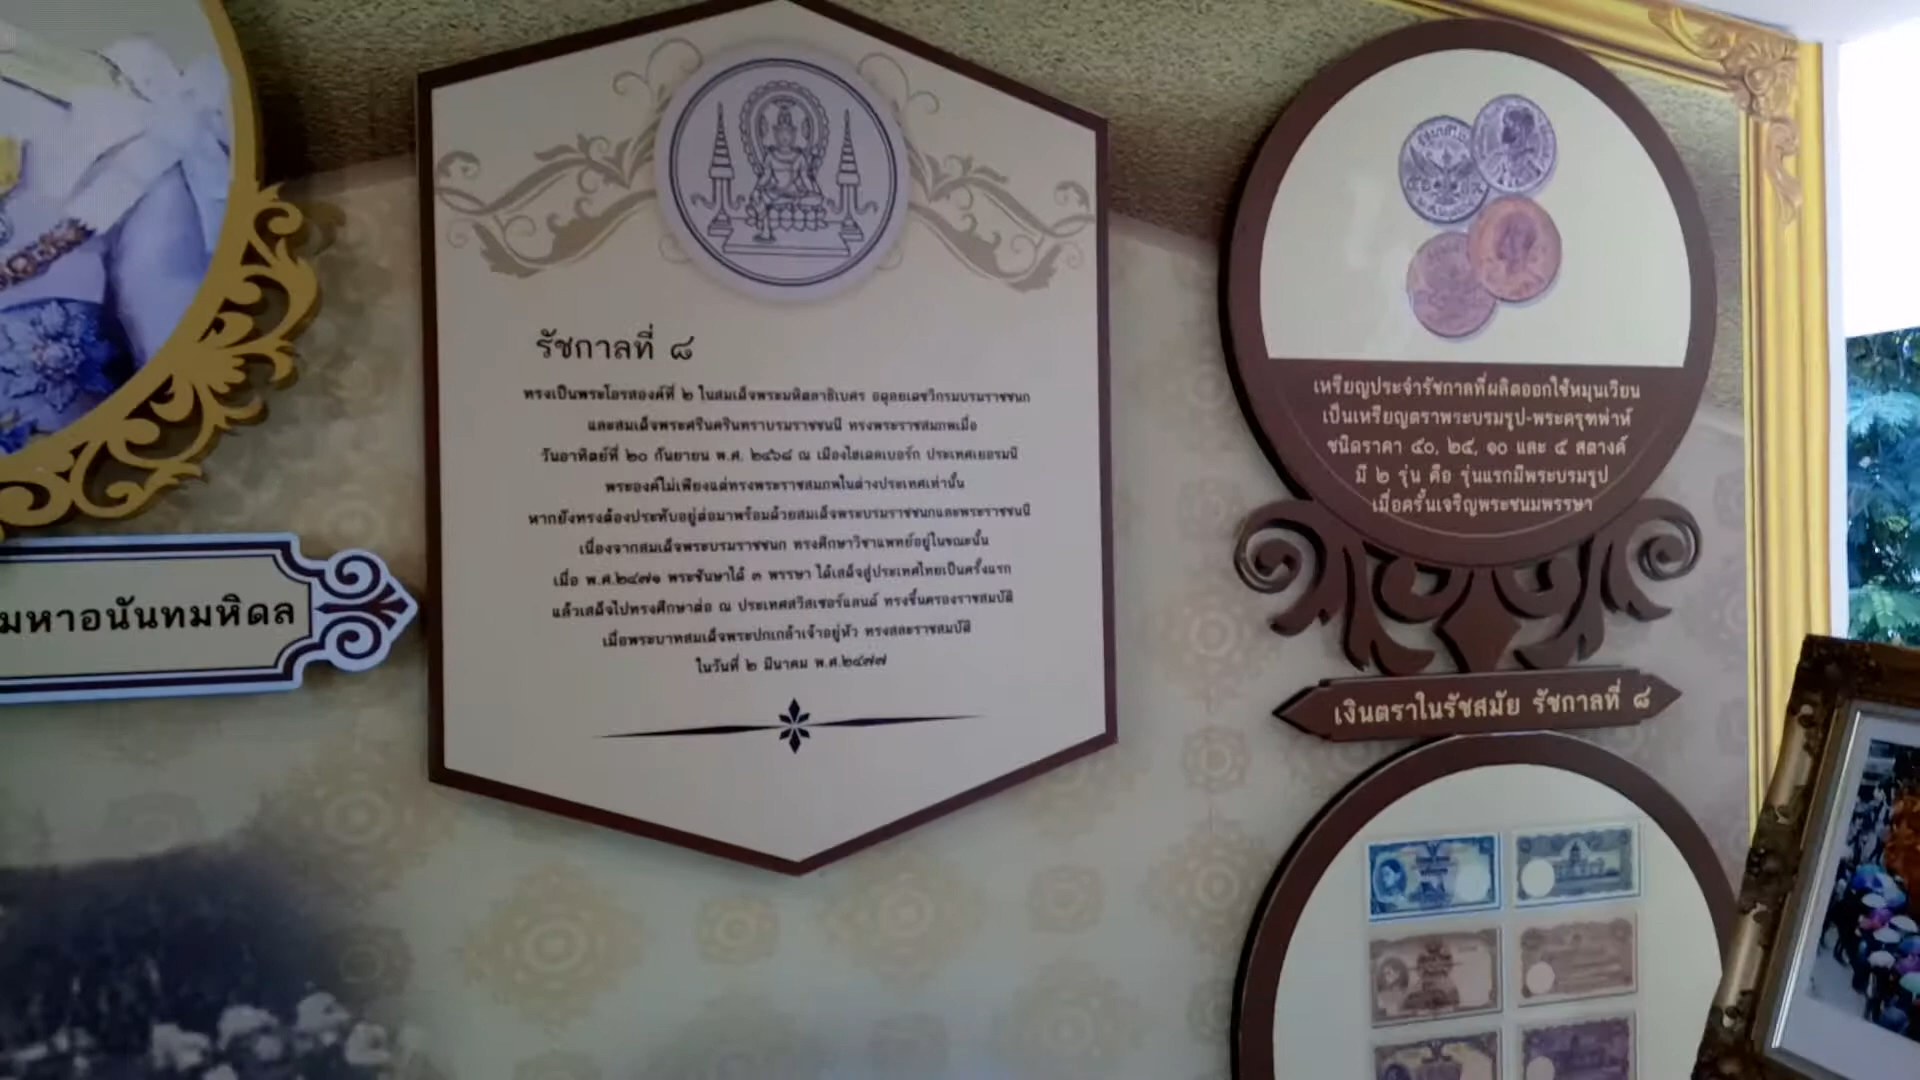 มหาอนันทมหิดล
รัชกาลที่ ๘
ทรงเป็นพระโอรสองค์ที่ ๒ ในสมเด็จพระมหิตลาธิเบศร อดุลยเดชวิกรมบรมราชชนก
และสมเด็จพระศรีนครินทราบรมราชชนนี ทรงพระราชสมภพเมื่อ
วันอาทิตย์ที่ ๒๐ กันยายน พ.ศ. ๒๔๖๘ ณ เมืองไฮเดลเบอร์ก ประเทศเยอรมนี
พระองค์ไม่เพียงแต่ทรงพระราชสมภพในต่างประเทศเท่านั้น
หากยังทรงต้องประทับอยู่ต่อมาพร้อมด้วยสมเด็จพระบรมราชชนกและพระราชชนนี
เนื่องจากสมเด็จพระบรมราชชนก ทรงศึกษาวิชาแพทย์อยู่ในขณะนั้น
เมื่อ พ.ศ.๒๔๗๑ พระชันษาได้ ๓ พรรษา ได้เสด็จสู่ประเทศไทยเป็นครั้งแรก
แล้วเสด็จไปทรงศึกษาต่อ ณ ประเทศสวิสเซอร์แลนด์ ทรงขึ้นครองราชสมบัติ
เมื่อพระบาทสมเด็จพระปกเกล้าเจ้าอยู่หัว ทรงสละราชสมบัติ
ในวันที่ ๒ มีนาคม พ.ศ.๒๔๗๗
เหรียญประจำรัชกาลที่ผลิตออกใช้หมุนเวียน
เป็นเหรียญตราพระบรมรูป-พระครุฑพ่าห์
ชนิดราคา ๕๐, ๒๕, ๑๐ และ ๕ สตางค์
มี ๒ รุ่น คือ รุ่นแรกมีพระบรมรูป
เมื่อครั้นเจริญพระชนมพรรษา
เงินตราในรัชสมัย รัชกาลที่ ๘